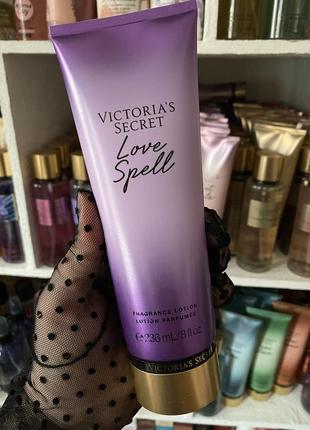 VICTORIA'S
SECRET
Love
Spell
FRAGRANCE LOTION
LOTION PARFUMÉE
℮236 mL/8 fl oz
VICTORIA'S SECRET